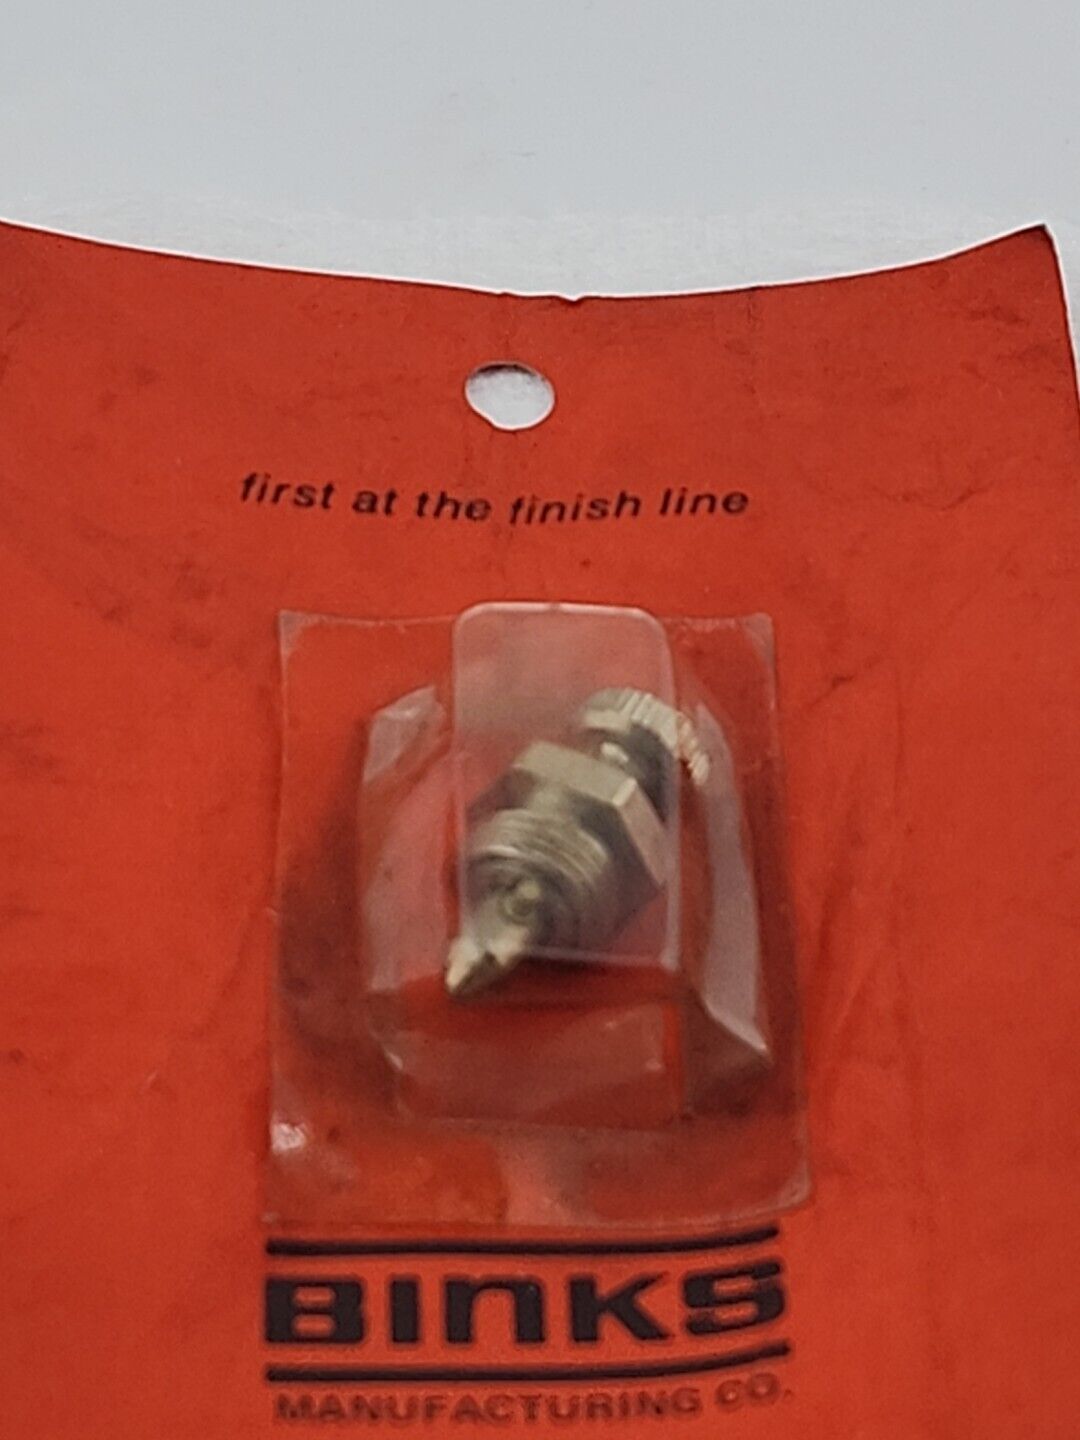 first at the finish line
BINKS
MANUFACTURING CO.